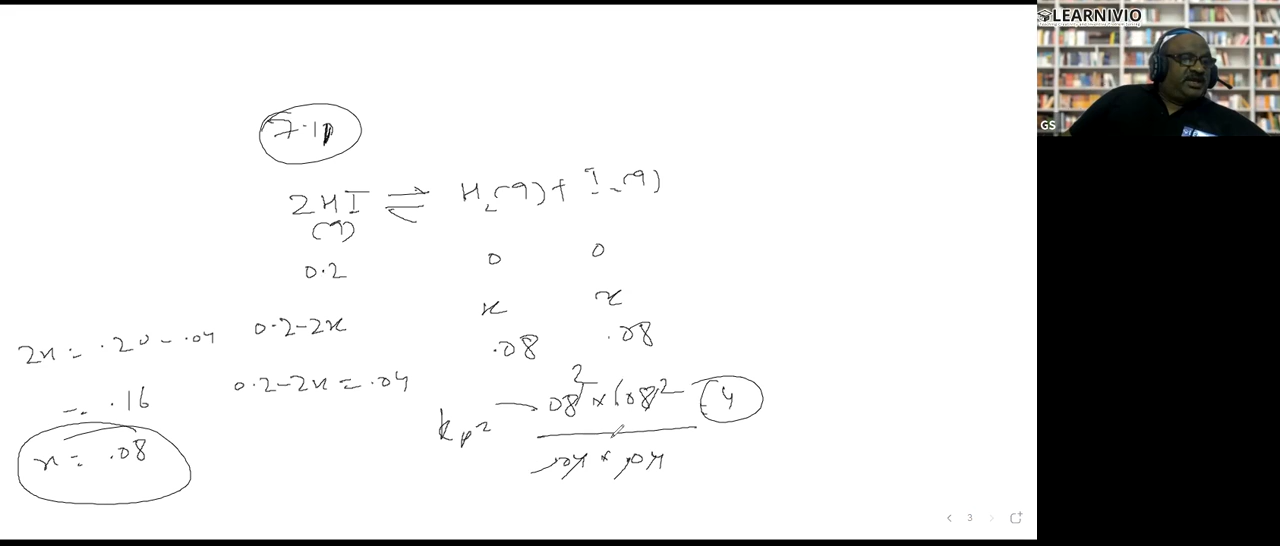 LEARNIVIO
GS
7.11
2HI ⇌ H2(g) + I2(g)
(g)
0.2 0 0
0.2-2x x x
2x = .20-.04
.08 .08
0.2-2x = .04
= .16
x = .08
Kp = .08 × .08 = 4
.04 × .04
3